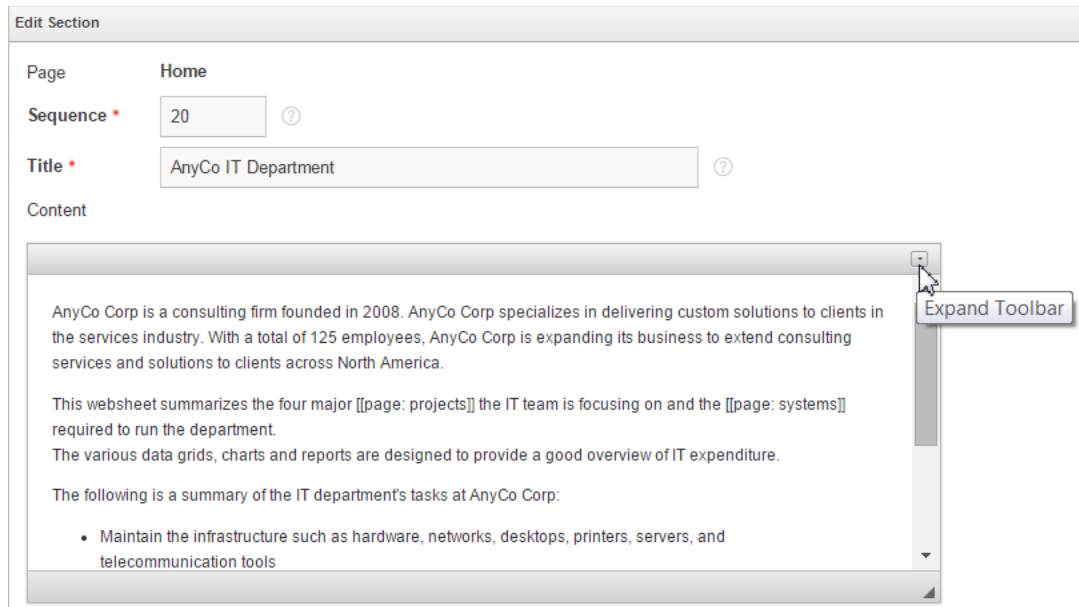 Edit Section
Page Home
Sequence * 20
Title * AnyCo IT Department
Content
Expand Toolbar
AnyCo Corp is a consulting firm founded in 2008. AnyCo Corp specializes in delivering custom solutions to clients in
the services industry. With a total of 125 employees, AnyCo Corp is expanding its business to extend consulting
services and solutions to clients across North America.
This websheet summarizes the four major [[page: projects]] the IT team is focusing on and the [[page: systems]]
required to run the department.
The various data grids, charts and reports are designed to provide a good overview of IT expenditure.
The following is a summary of the IT department's tasks at AnyCo Corp:
• Maintain the infrastructure such as hardware, networks, desktops, printers, servers, and
telecommunication tools